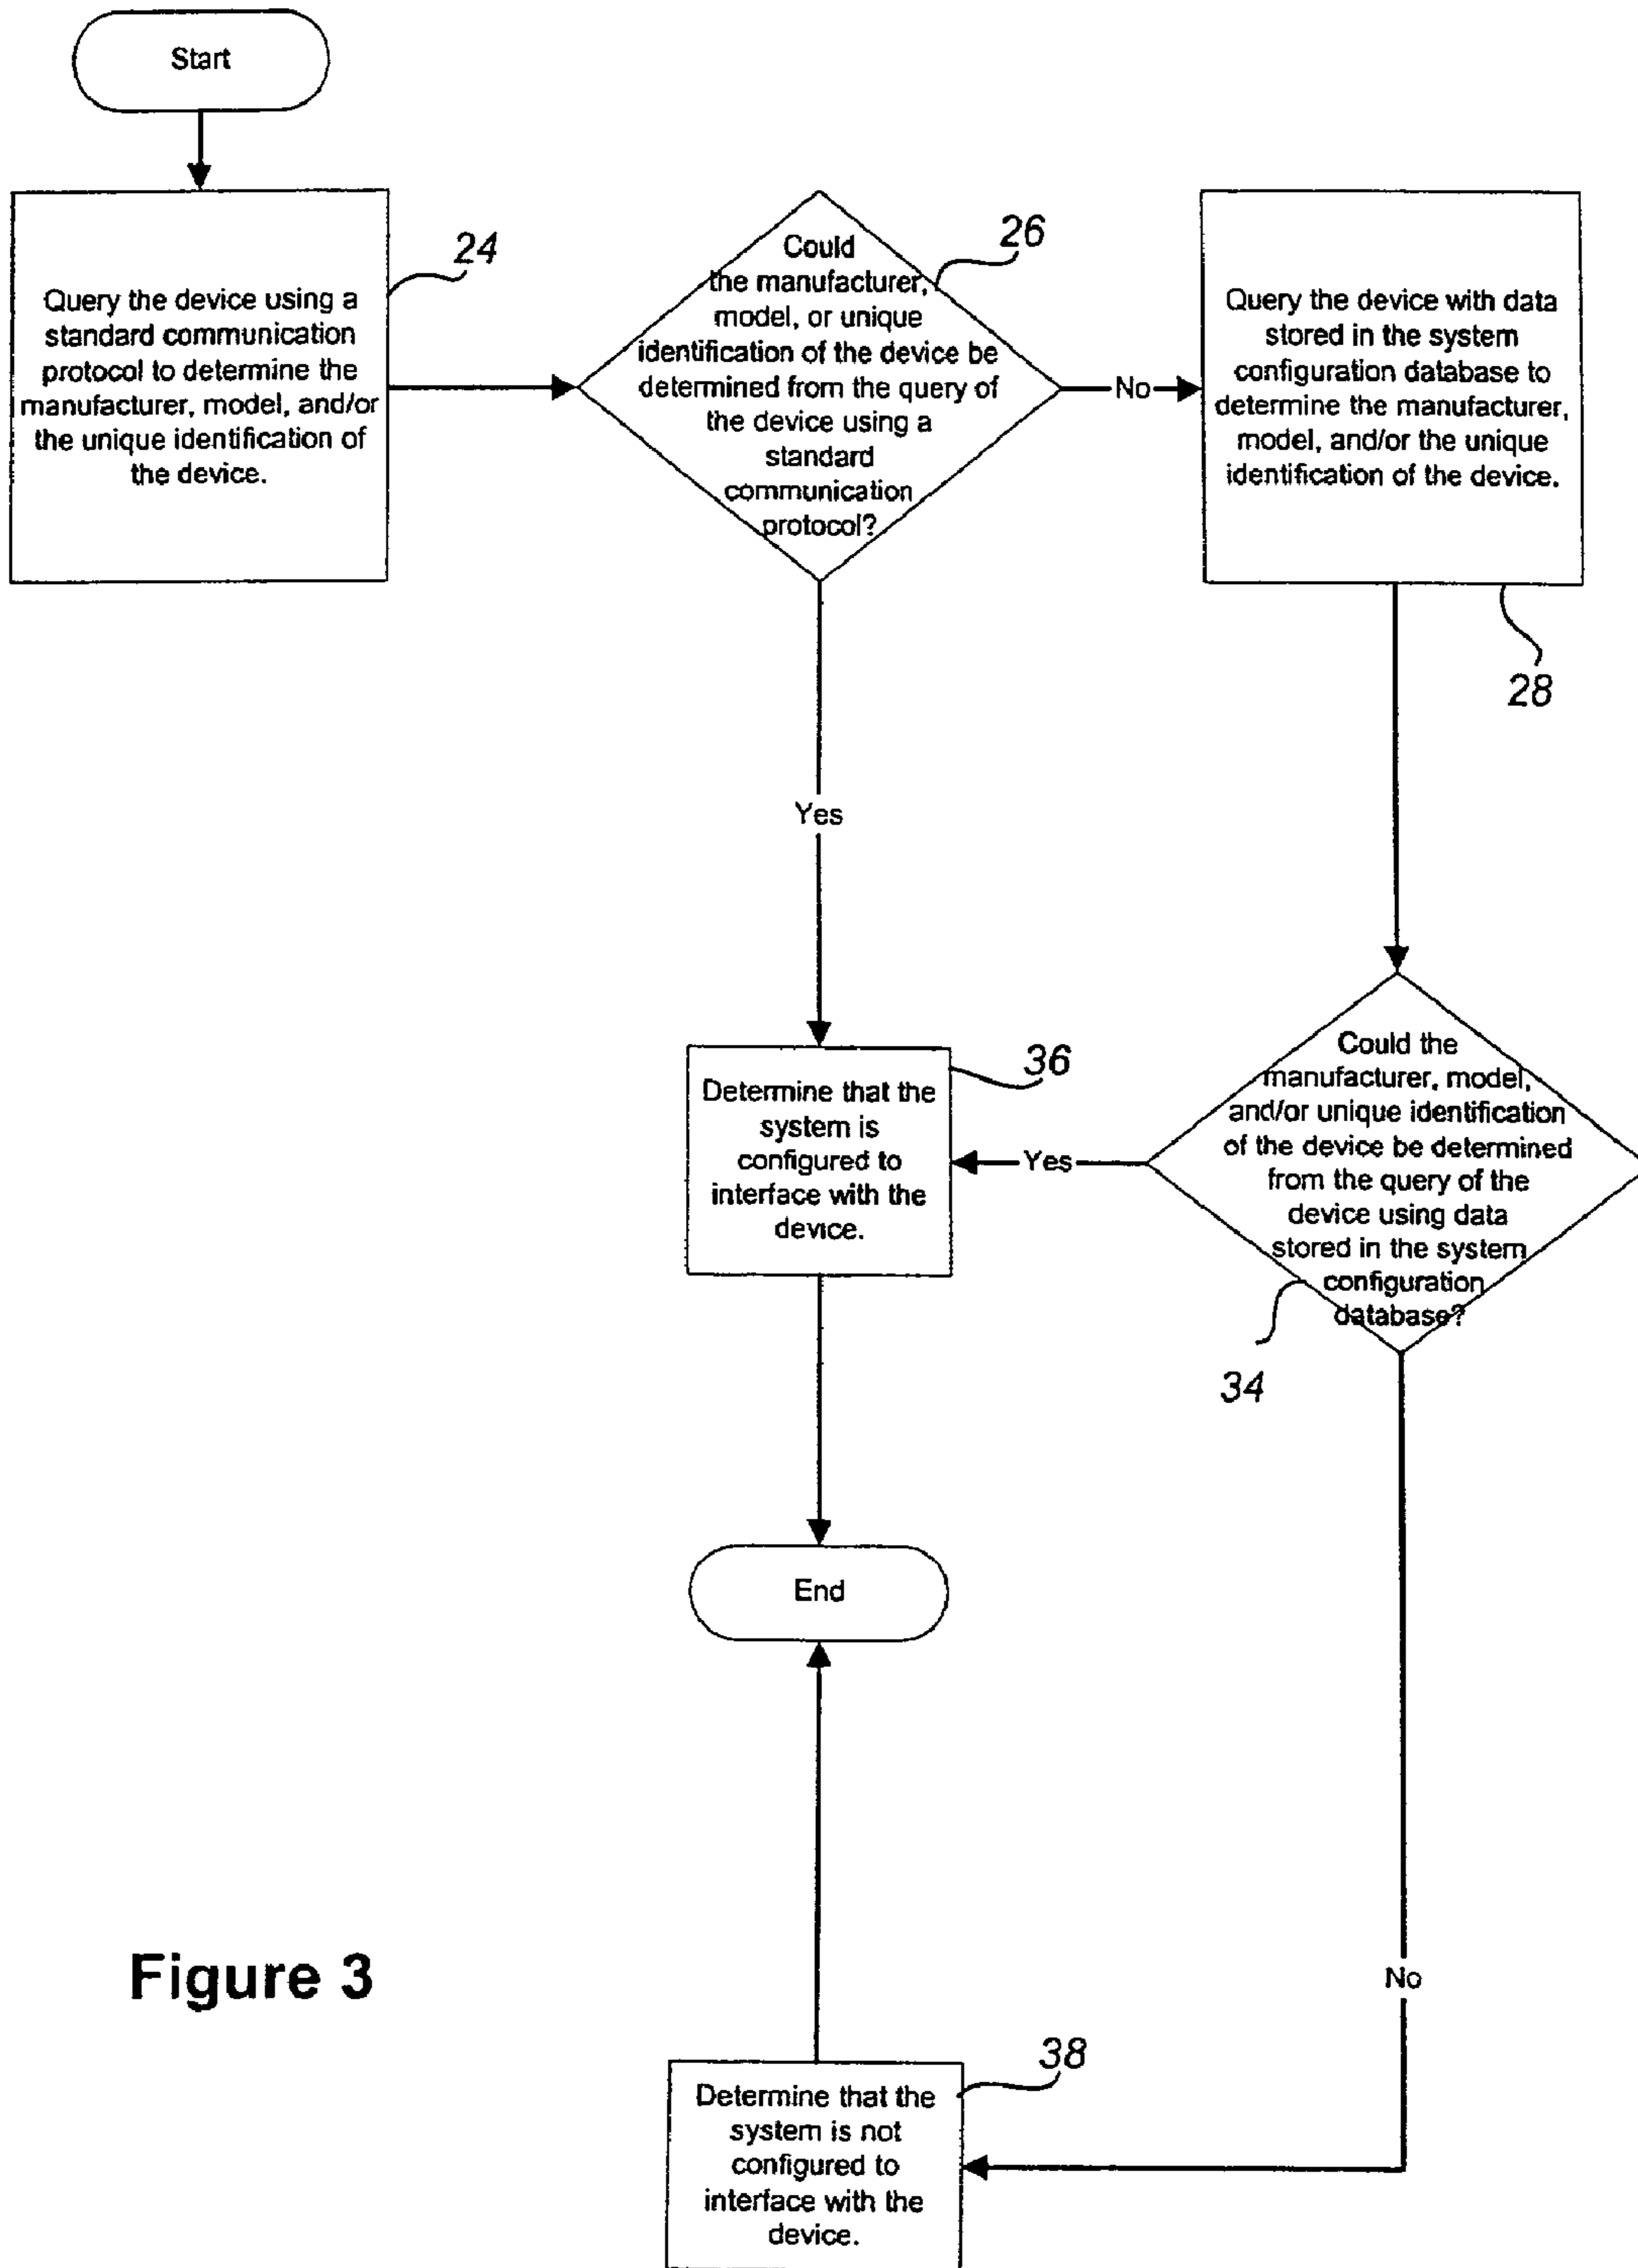 Start
24
Query the device using a
standard communication
protocol to determine the
manufacturer, model, and/or
the unique identification of
the device.
26
Could
the manufacturer,
model, or unique
identification of the device be
determined from the query of
the device using a
standard
communication
protocol?
No
Query the device with data
stored in the system
configuration database to
determine the manufacturer,
model, and/or the unique
identification of the device.
28
Yes
36
Determine that the
system is
configured to
interface with the
device.
Yes
Could the
manufacturer, model,
and/or unique identification
of the device be determined
from the query of the
device using data
stored in the system
configuration
database?
34
End
No
Figure 3
38
Determine that the
system is not
configured to
interface with the
device.